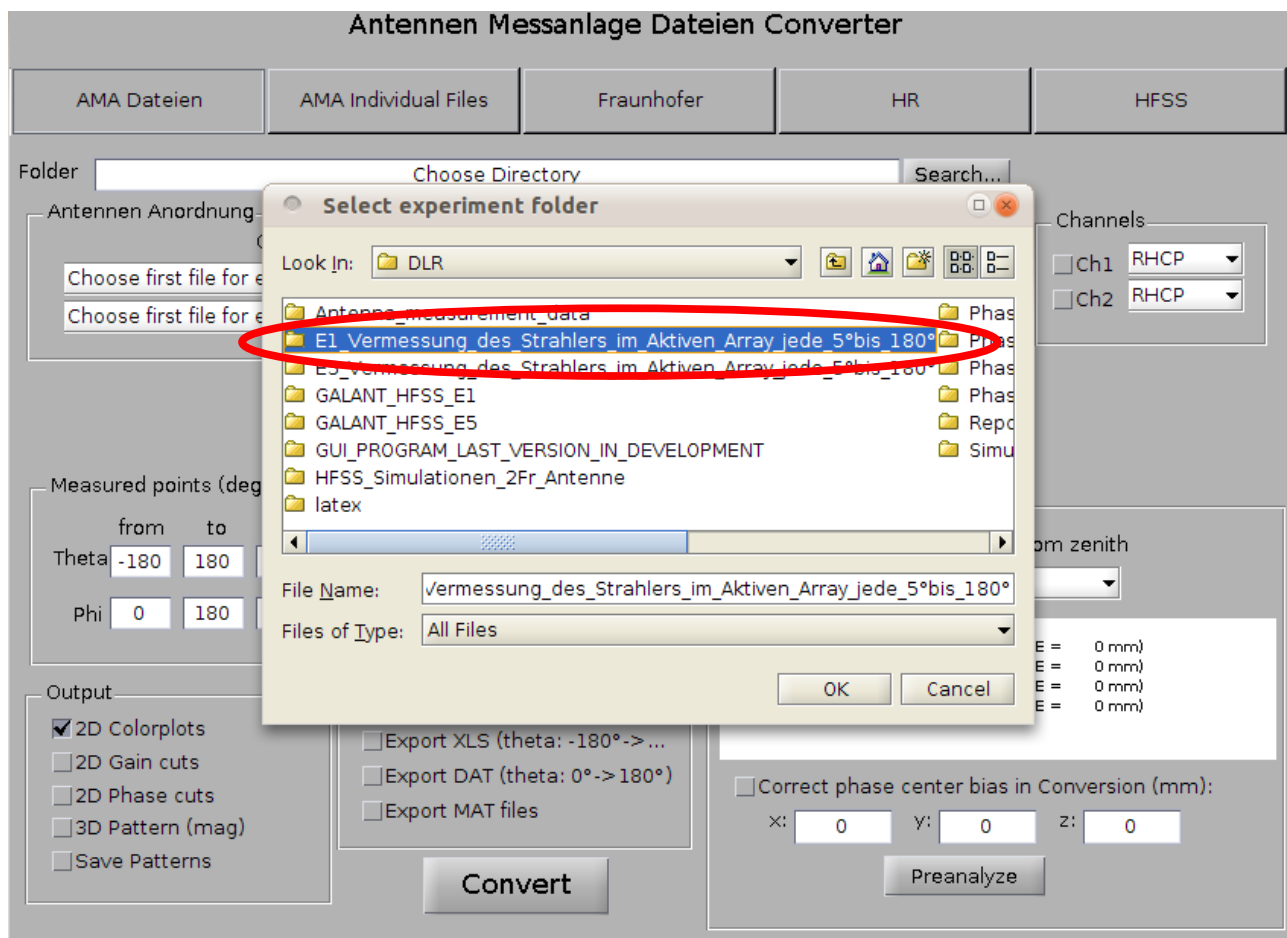 Antennen Messanlage Dateien Converter
AMA Dateien AMA Individual Files Fraunhofer HR HFSS
Folder Choose Directory Search...
Select experiment folder
Antennen Anordnung
Channels
Look In: DLR
Choose first file for
Ch1 RHCP
Choose first file for
Ch2 RHCP
Antenna_measurement_data
E1_Vermessung_des_Strahlers_im_Aktiven_Array_jede_5°bis_180°
E5_Vermessung_des_Strahlers_im_Aktiven_Array_jede_5°bis_180° Phas
GALANT_HFSS_E1 Phas
GALANT_HFSS_E5 Repo
GUI_PROGRAM_LAST_VERSION_IN_DEVELOPMENT Simu
HFSS_Simulationen_2Fr_Antenne
latex
Measured points (deg
from to
Theta -180 180
Phi 0 180
om zenith
File Name: Vermessung_des_Strahlers_im_Aktiven_Array_jede_5°bis_180°
Files of Type: All Files
OK Cancel
E = 0 mm)
E = 0 mm)
E = 0 mm)
E = 0 mm)
Output
2D Colorplots
2D Gain cuts
2D Phase cuts
3D Pattern (mag)
Save Patterns
Export XLS (theta: -180°->...
Export DAT (theta: 0°->180°)
Export MAT files
Convert
Correct phase center bias in Conversion (mm):
x: 0 y: 0 z: 0
Preanalyze